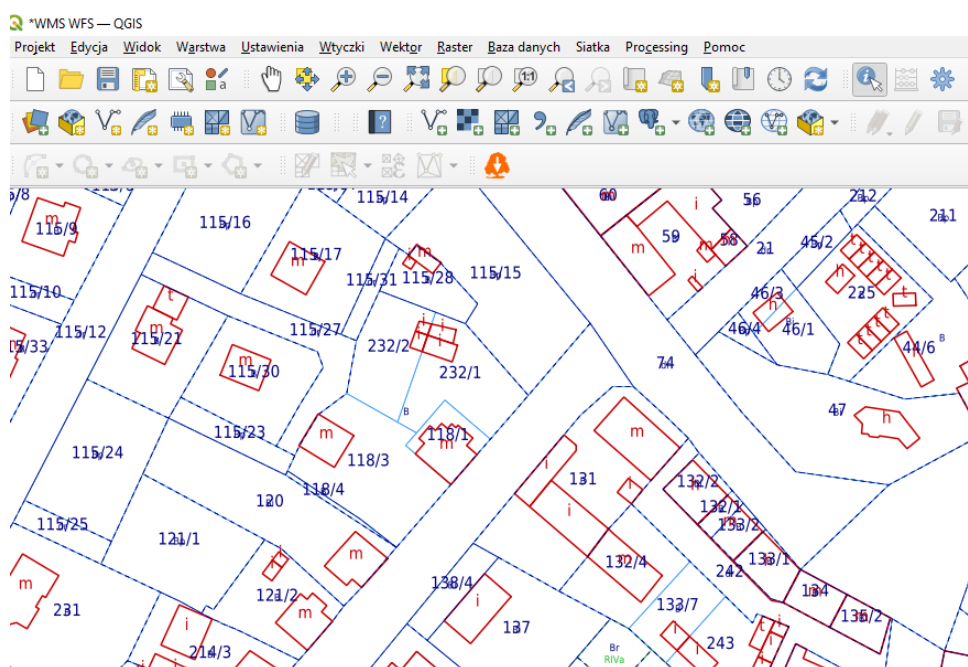 *WMS WFS — QGIS
Projekt Edycja Widok Warstwa Ustawienia Wtyczki Wektor Raster Baza danych Siatka Processing Pomoc
1:1
?
115/14
60
56
212
115/9
m
115/16
i
59
58
21
45/2
211
m
115/17
m
115/31
115/28
i
m
115/15
m
m
i
t
t
t
t
t
h
115/10
t
46/3
h
225
t
115/12
115/21
m
115/27
i
i
i
i
46/4
46/1
t
t
t
t
44/6
B
i
232/2
74
m
115/30
232/1
47
h
B
115/23
m
118/1
m
m
115/24
118/3
i
131
132/2
i
118/4
120
i
132/1
133/2
115/25
121/1
m
m
132/4
133/1
242
i
i
m
138/4
134
231
121/2
m
i
133/7
136/2
i
137
214/3
243
t
i
i
i
Br
RIVa